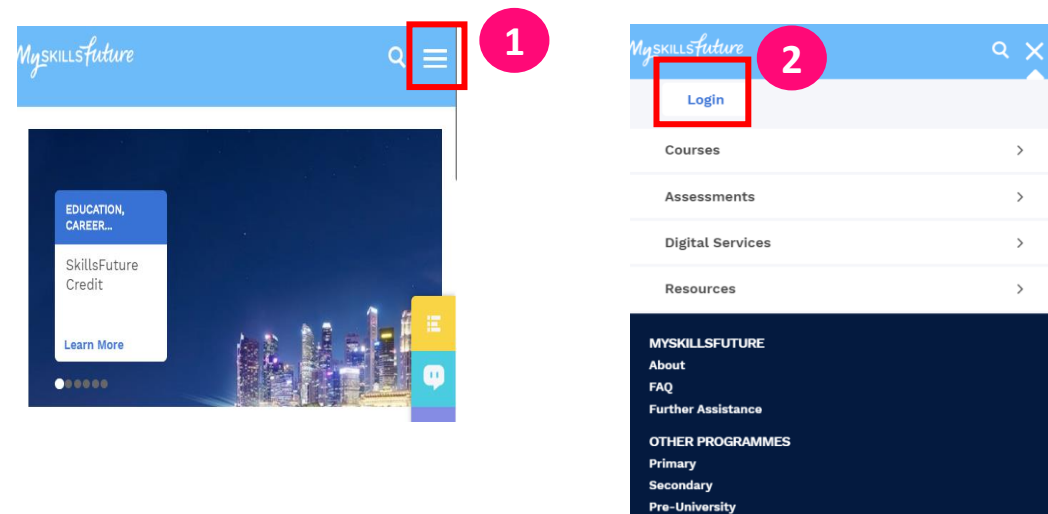 MySKILLSfuture
1
EDUCATION,
CAREER...
SkillsFuture
Credit
Learn More
MySKILLSfuture
2
Login
Courses
Assessments
Digital Services
Resources
MYSKILLSFUTURE
About
FAQ
Further Assistance
OTHER PROGRAMMES
Primary
Secondary
Pre-University